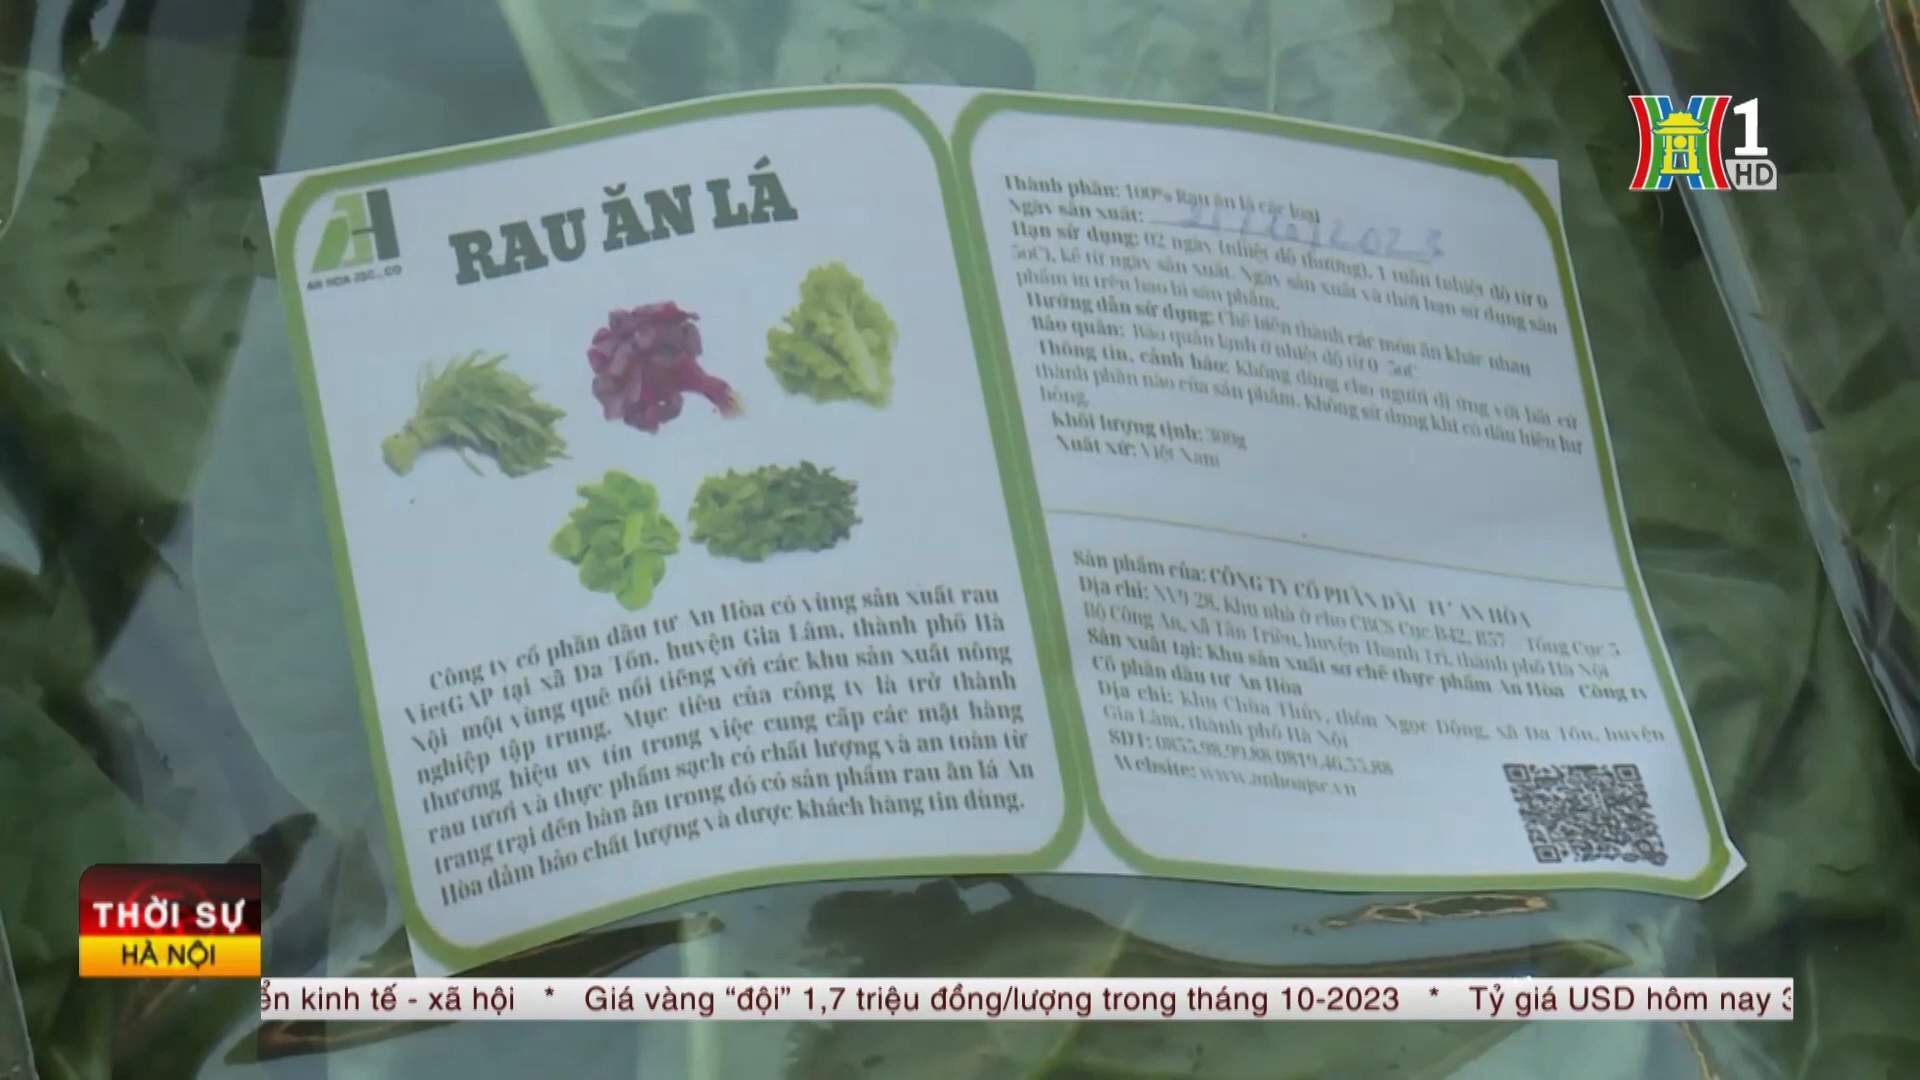 1
HD
AH
AN HOA JSC., CO
RAU ĂN LÁ
Công ty cổ phần đầu tư An Hòa có vùng sản xuất rau
VietGAP tại xã Đa Tốn, huyện Gia Lâm, thành phố Hà
Nội một vùng quê nổi tiếng với các khu sản xuất nông
nghiệp tập trung. Mục tiêu của công ty là trở thành
thương hiệu uy tín trong việc cung cấp các mặt hàng
rau tươi và thực phẩm sạch có chất lượng và an toàn từ
trang trại đến bàn ăn trong đó có sản phẩm rau ăn lá An
Hòa đảm bảo chất lượng và được khách hàng tin dùng.
Thành phần: 100% Rau ăn lá các loại
Ngày sản xuất: 2023
Hạn sử dụng: 02 ngày (nhiệt độ thường), 1 tuần (nhiệt độ từ 0
5oC), kể từ ngày sản xuất. Ngày sản xuất và thời hạn sử dụng sản
phẩm in trên bao bì sản phẩm.
Hướng dẫn sử dụng: Chế biến thành các món ăn khác nhau
Bảo quản: Bảo quản lạnh ở nhiệt độ từ 0 5oC
Thông tin, cảnh báo: Không dùng cho người dị ứng với bất cứ
thành phần nào của sản phẩm. Không sử dụng khi có dấu hiệu hư
hỏng.
Khối lượng tịnh: 300g
Xuất xứ: Việt Nam
Sản phẩm của: CÔNG TY CỔ PHẦN ĐẦU TƯ AN HÒA
Địa chỉ: 28, Khu nhà ở cho CBCS Cục B42, B57 - Tổng Cục 5
Bộ Công An, xã Tân Triều, huyện Thanh Trì, thành phố Hà Nội
Sản xuất tại: Khu sản xuất sơ chế thực phẩm An Hòa - Công ty
Cổ phần đầu tư An Hòa
Địa chỉ: Khu Chùa Thủy, thôn Ngọc Động, Xã Đa Tốn, huyện
Gia Lâm, thành phố Hà Nội
SĐT: 0855.98.99.88 0819.46.55.88
Website: www.anhoajsc.vn
THỜI SỰ
HÀ NỘI
ển kinh tế - xã hội * Giá vàng “đội” 1,7 triệu đồng/lượng trong tháng 10-2023 * Tỷ giá USD hôm nay 3